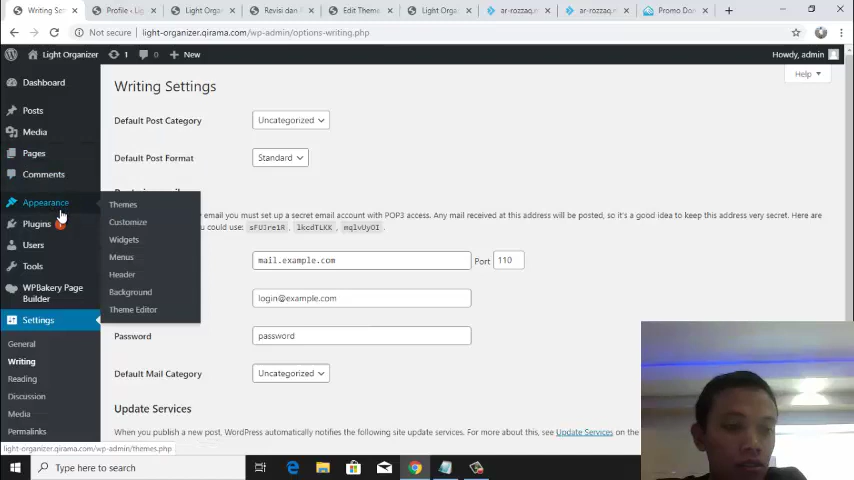 Writing Set
Profile ‹ Light
Light Organ
Revisi dan
Edit Theme
Light Organ
ar-rozzaq.m
ar-rozzaq.m
Promo Dom
Not secure | light-organizer.qirama.com/wp-admin/options-writing.php
Light Organizer 1 0 + New Howdy, admin
Help
Dashboard
Posts
Media
Pages
Comments
Appearance
Plugins
Users
Tools
WPBakery Page
Builder
Settings
General
Writing
Reading
Discussion
Media
Permalinks
Themes
Customize
Widgets
Menus
Header
Background
Theme Editor
Writing Settings
Default Post Category Uncategorized
Default Post Format Standard
y email you must set up a secret email account with POP3 access. Any mail received at this address will be posted, so it's a good idea to keep this address very secret. Here are
could use: sFUJre1R , lkcdTLKX , mqlvUyOI .
mail.example.com Port 110
login@example.com
Password password
Default Mail Category Uncategorized
Update Services
When you publish a new post, WordPress automatically notifies the following site update services. For more about this, see Update Services on the
light-organizer.qirama.com/wp-admin/themes.php
Type here to search